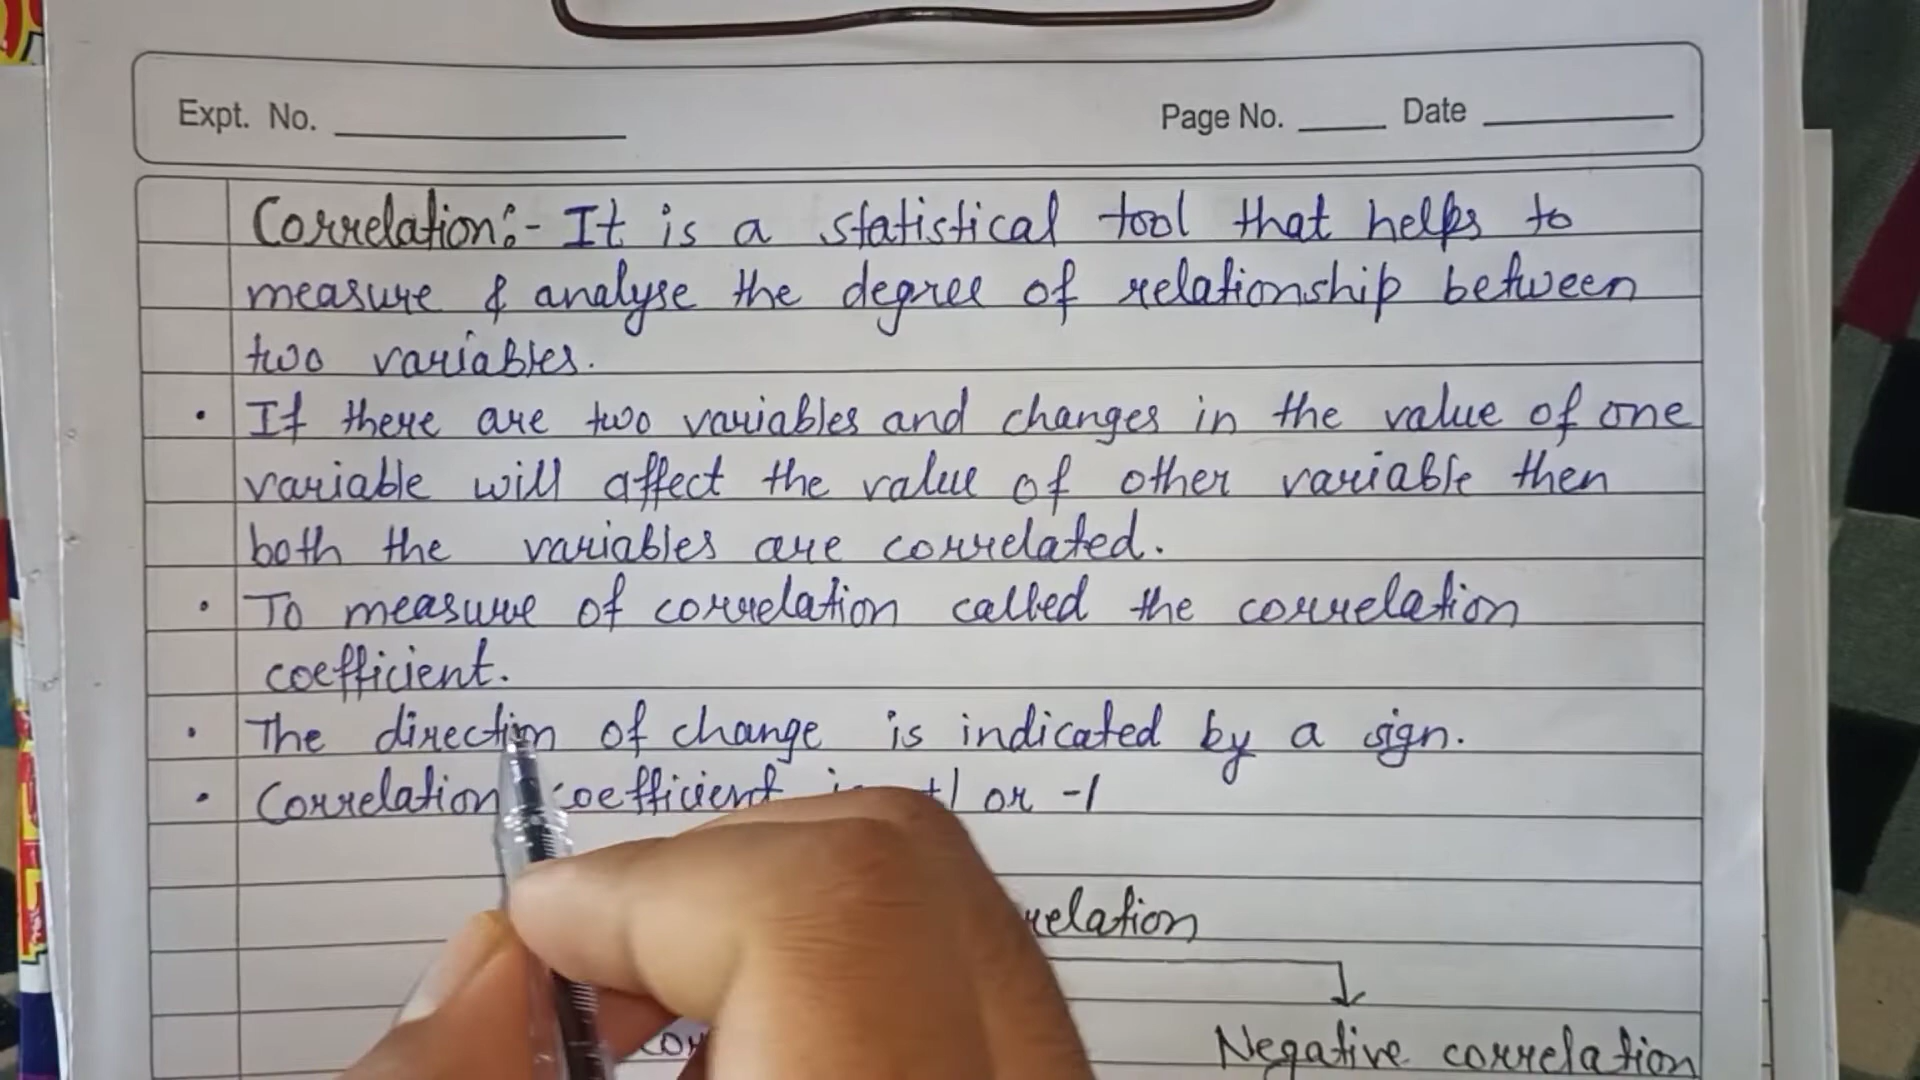 Expt. No.
Page No. Date
Correlation:- It is a statistical tool that helps to
measure & analyse the degree of relationship between
two variables.
• If there are two variables and changes in the value of one
variable will affect the value of other variable then
both the variables are correlated.
• To measure of correlation called the correlation
coefficient.
• The direction of change is indicated by a sign.
• Correlation coefficient +1 or -1
relation
Negative correlation